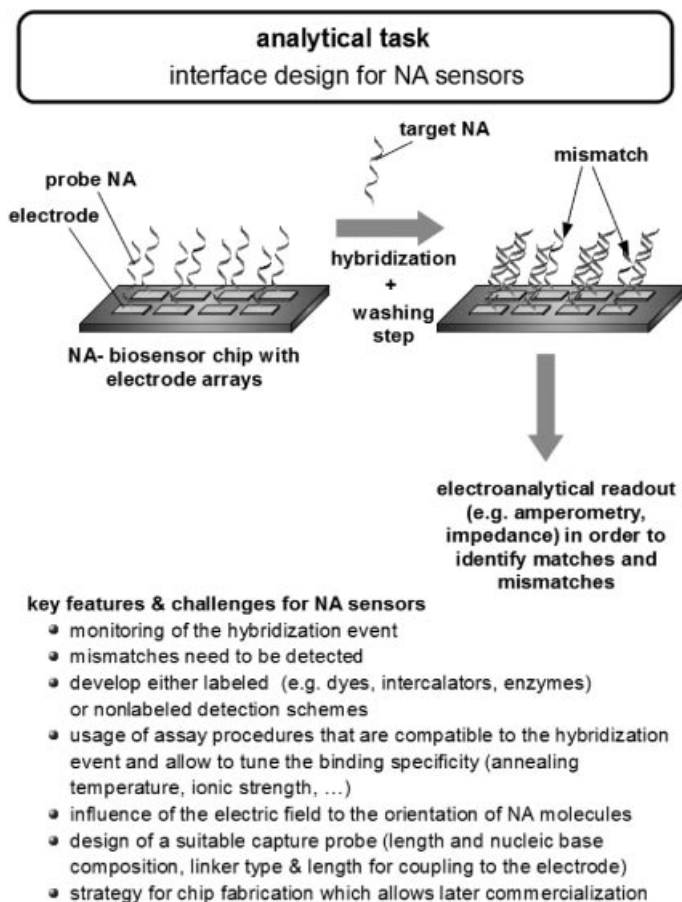 analytical task
interface design for NA sensors
target NA
mismatch
probe NA
electrode
hybridization
+
washing
step
NA- biosensor chip with
electrode arrays
electroanalytical readout
(e.g. amperometry,
impedance) in order to
identify matches and
mismatches
key features & challenges for NA sensors
monitoring of the hybridization event
mismatches need to be detected
develop either labeled (e.g. dyes, intercalators, enzymes)
or nonlabeled detection schemes
usage of assay procedures that are compatible to the hybridization
event and allow to tune the binding specificity (annealing
temperature, ionic strength, …)
influence of the electric field to the orientation of NA molecules
design of a suitable capture probe (length and nucleic base
composition, linker type & length for coupling to the electrode)
strategy for chip fabrication which allows later commercialization